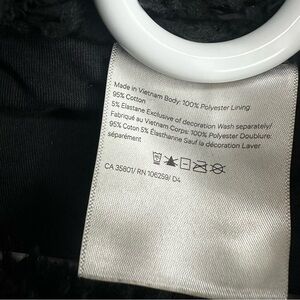 Made in Vietnam Body: 100% Polyester Lining
95% Cotton
5% Elastane Exclusive of decoration Wash separately/
Fabriqué au Vietnam Corps: 100% Polyester Doublure:
95% Coton 5% Élasthanne Sauf la décoration Laver
séparément
CA 35801/ RN 106259/ D4